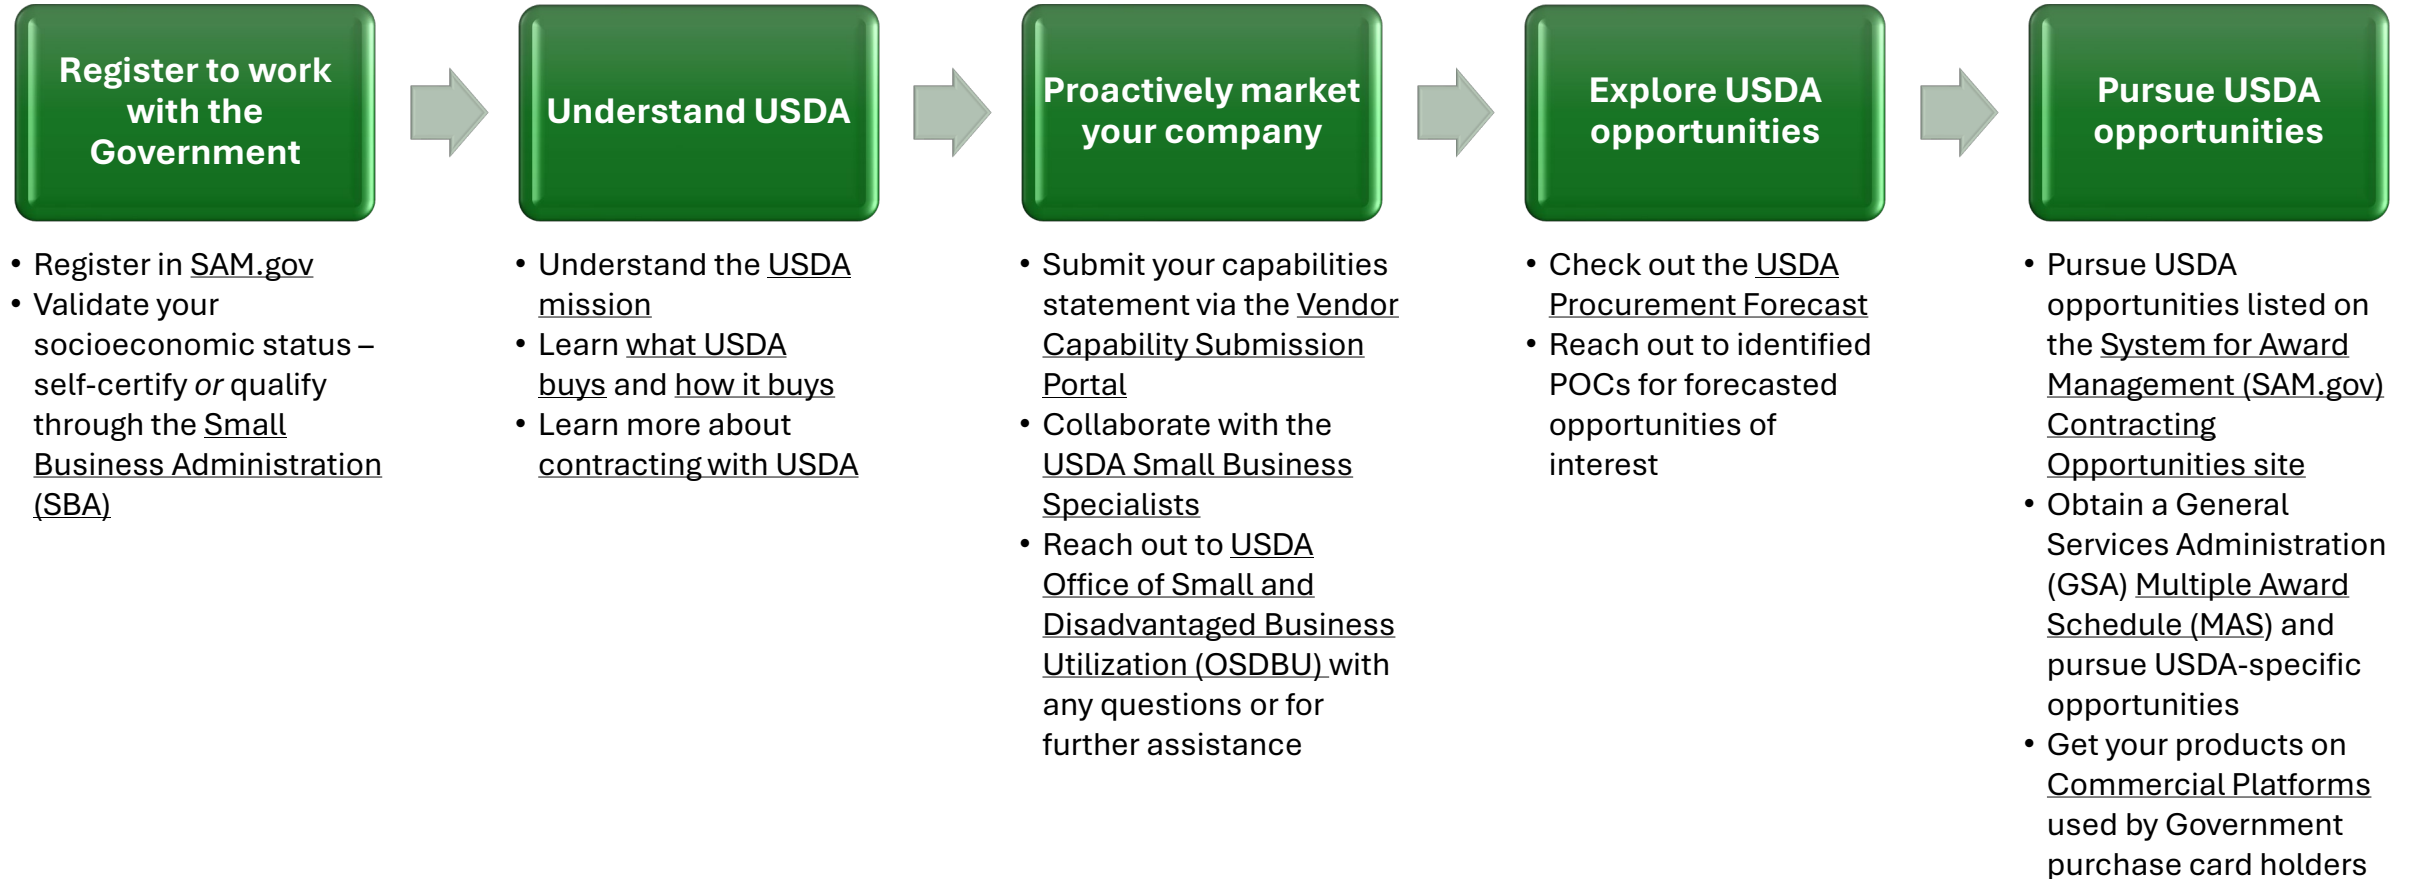 Register to work
with the
Government
• Register in SAM.gov
• Validate your
socioeconomic status –
self-certify or qualify
through the Small
Business Administration
(SBA)
Understand USDA
• Understand the USDA
mission
• Learn what USDA
buys and how it buys
• Learn more about
contracting with USDA
Proactively market
your company
• Submit your capabilities
statement via the Vendor
Capability Submission
Portal
• Collaborate with the
USDA Small Business
Specialists
• Reach out to USDA
Office of Small and
Disadvantaged Business
Utilization (OSDBU) with
any questions or for
further assistance
Explore USDA
opportunities
• Check out the USDA
Procurement Forecast
• Reach out to identified
POCs for forecasted
opportunities of
interest
Pursue USDA
opportunities
• Pursue USDA
opportunities listed on
the System for Award
Management (SAM.gov)
Contracting
Opportunities site
• Obtain a General
Services Administration
(GSA) Multiple Award
Schedule (MAS) and
pursue USDA-specific
opportunities
• Get your products on
Commercial Platforms
used by Government
purchase card holders